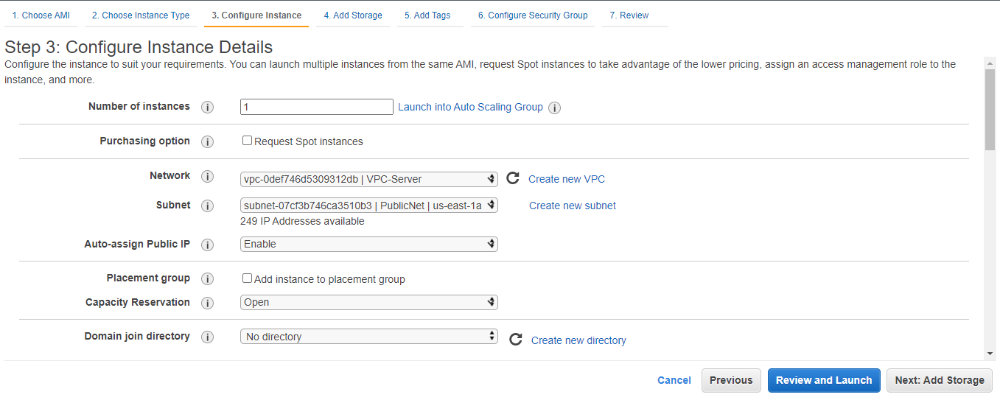 1. Choose AMI 2. Choose Instance Type 3. Configure Instance 4. Add Storage 5. Add Tags 6. Configure Security Group 7. Review
Step 3: Configure Instance Details
Configure the instance to suit your requirements. You can launch multiple instances from the same AMI, request Spot instances to take advantage of the lower pricing, assign an access management role to the
instance, and more.
Number of instances i 1 Launch into Auto Scaling Group i
Purchasing option i Request Spot instances
Network i vpc-0def746d5309312db | VPC-Server Create new VPC
Subnet i subnet-07cf3b746ca3510b3 | PublicNet | us-east-1a Create new subnet
249 IP Addresses available
Auto-assign Public IP i Enable
Placement group i Add instance to placement group
Capacity Reservation i Open
Domain join directory i No directory Create new directory
Cancel Previous Review and Launch Next: Add Storage